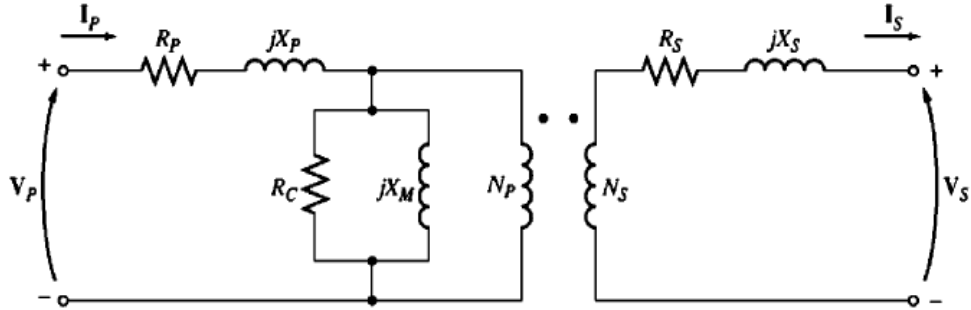 I_P
I_S
R_P
jX_P
R_S
jX_S
+
+
V_P
R_C
jX_M
N_P
N_S
V_S
−
−